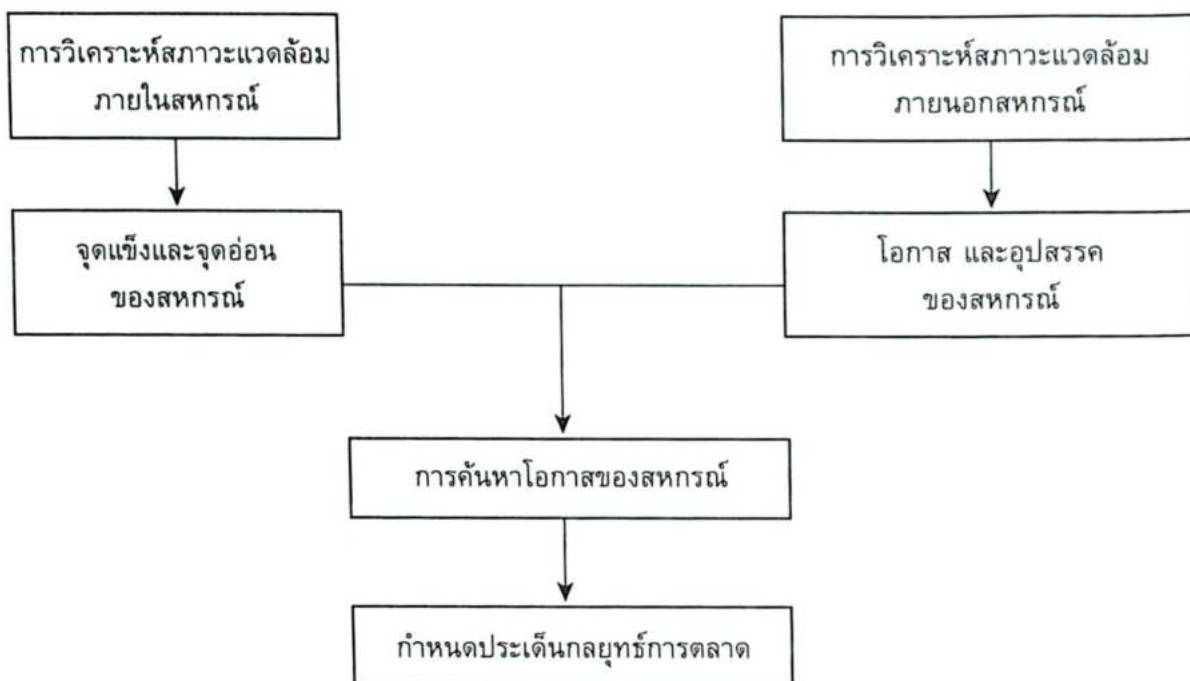 การวิเคราะห์สภาวะแวดล้อม
ภายในสหกรณ์
การวิเคราะห์สภาวะแวดล้อม
ภายนอกสหกรณ์
จุดแข็งและจุดอ่อน
ของสหกรณ์
โอกาส และอุปสรรค
ของสหกรณ์
การค้นหาโอกาสของสหกรณ์
กำหนดประเด็นกลยุทธ์การตลาด